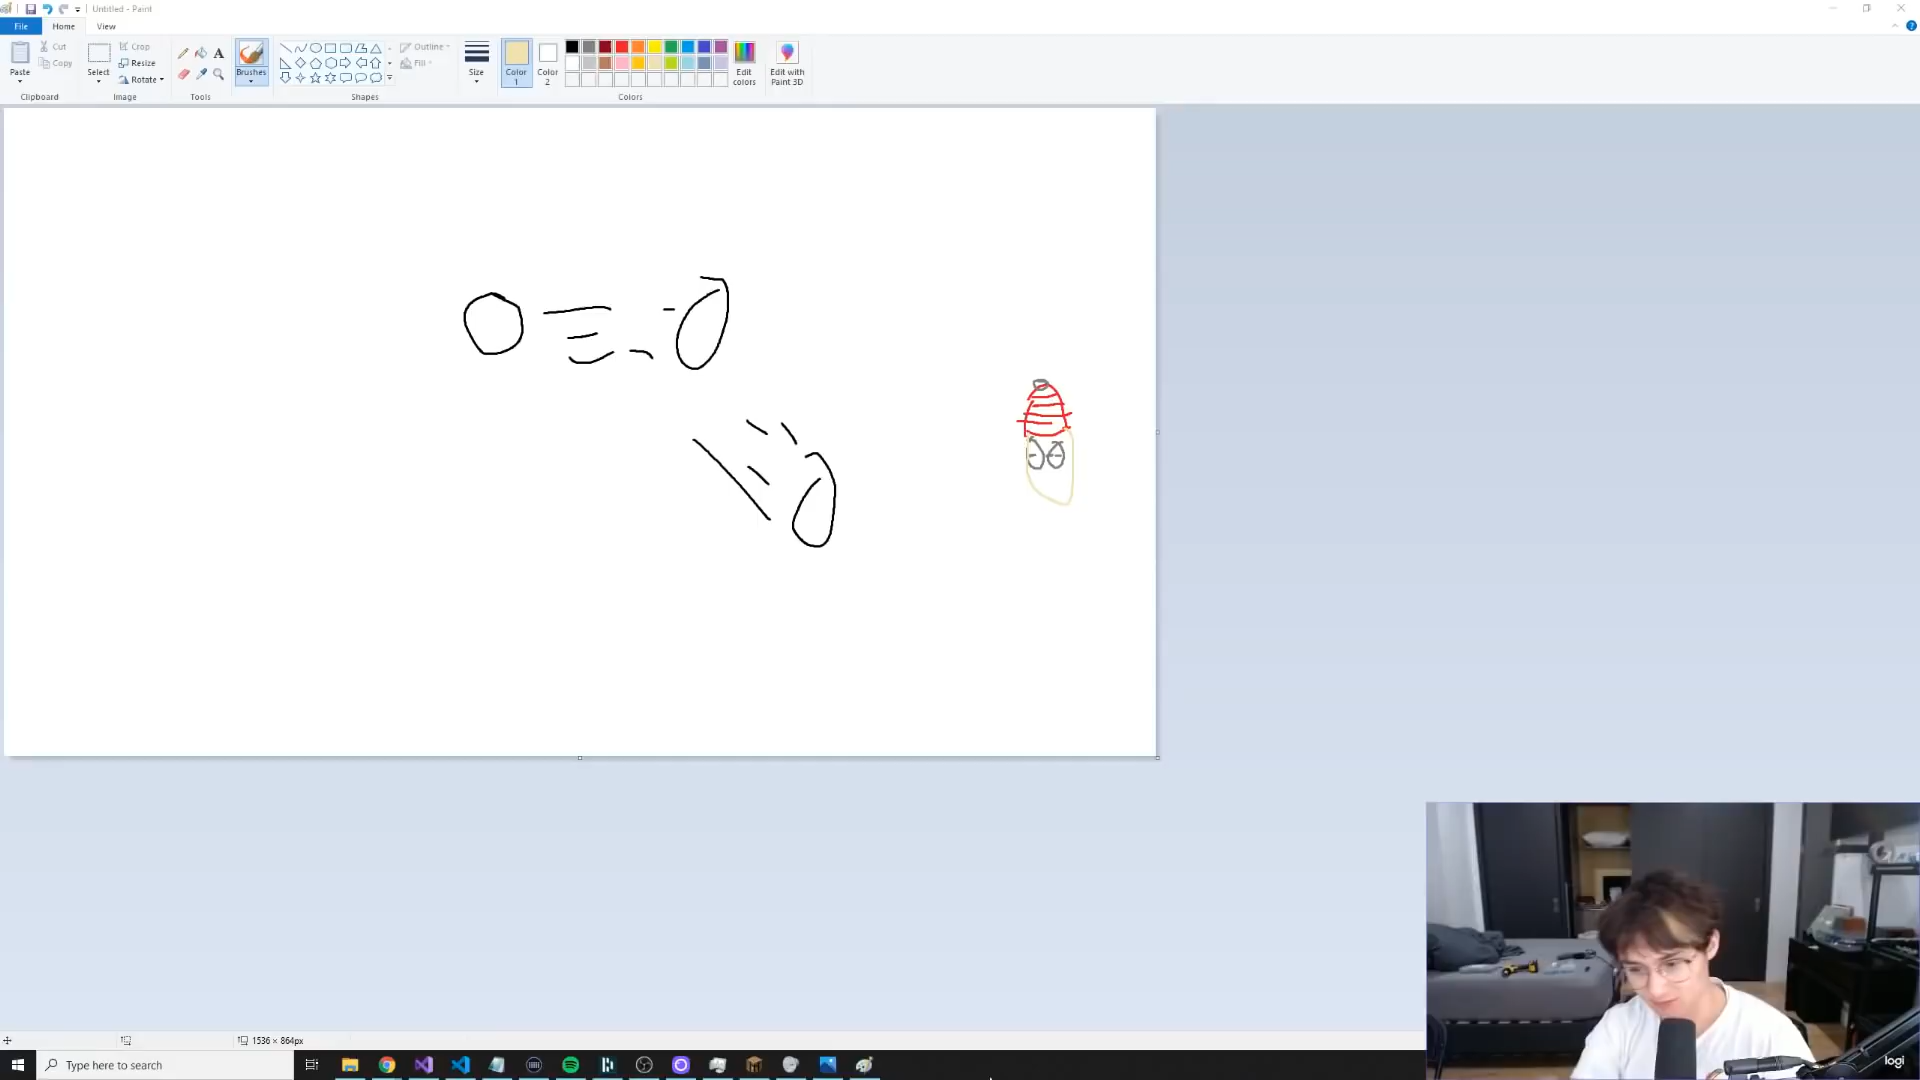 Untitled - Paint
File Home View
Paste
Cut
Copy
Clipboard
Select
Crop
Resize
Rotate
Image
A
Tools
Brushes
Outline
Fill
Shapes
Size
Color 1
Color 2
Edit colors
Colors
Edit with Paint 3D
1536 × 864px
Type here to search
logi